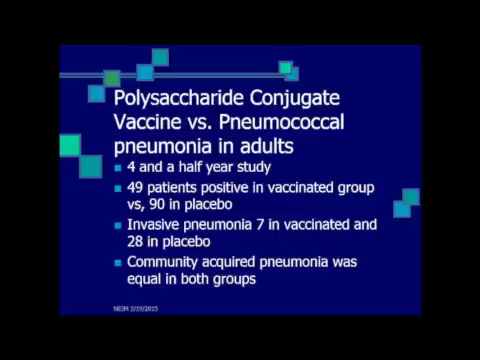 Polysaccharide Conjugate
Vaccine vs. Pneumococcal
pneumonia in adults
4 and a half year study
49 patients positive in vaccinated group
vs, 90 in placebo
Invasive pneumonia 7 in vaccinated and
28 in placebo
Community acquired pneumonia was
equal in both groups
NEJM 3/19/2015